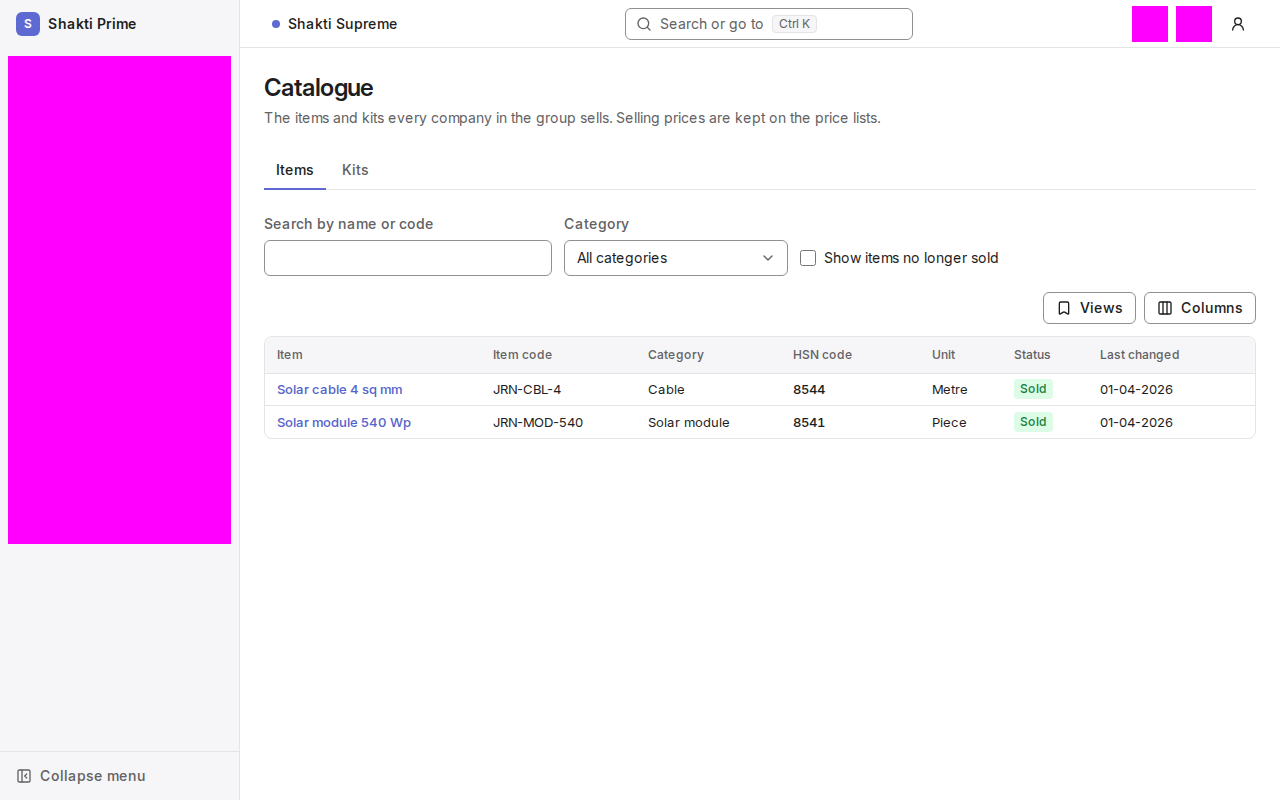 S Shakti Prime
Shakti Supreme
Search or go to Ctrl K
Catalogue
The items and kits every company in the group sells. Selling prices are kept on the price lists.
Items Kits
Search by name or code Category
All categories Show items no longer sold
Views Columns
Item Item code Category HSN code Unit Status Last changed
Solar cable 4 sq mm JRN-CBL-4 Cable 8544 Metre Sold 01-04-2026
Solar module 540 Wp JRN-MOD-540 Solar module 8541 Piece Sold 01-04-2026
Collapse menu